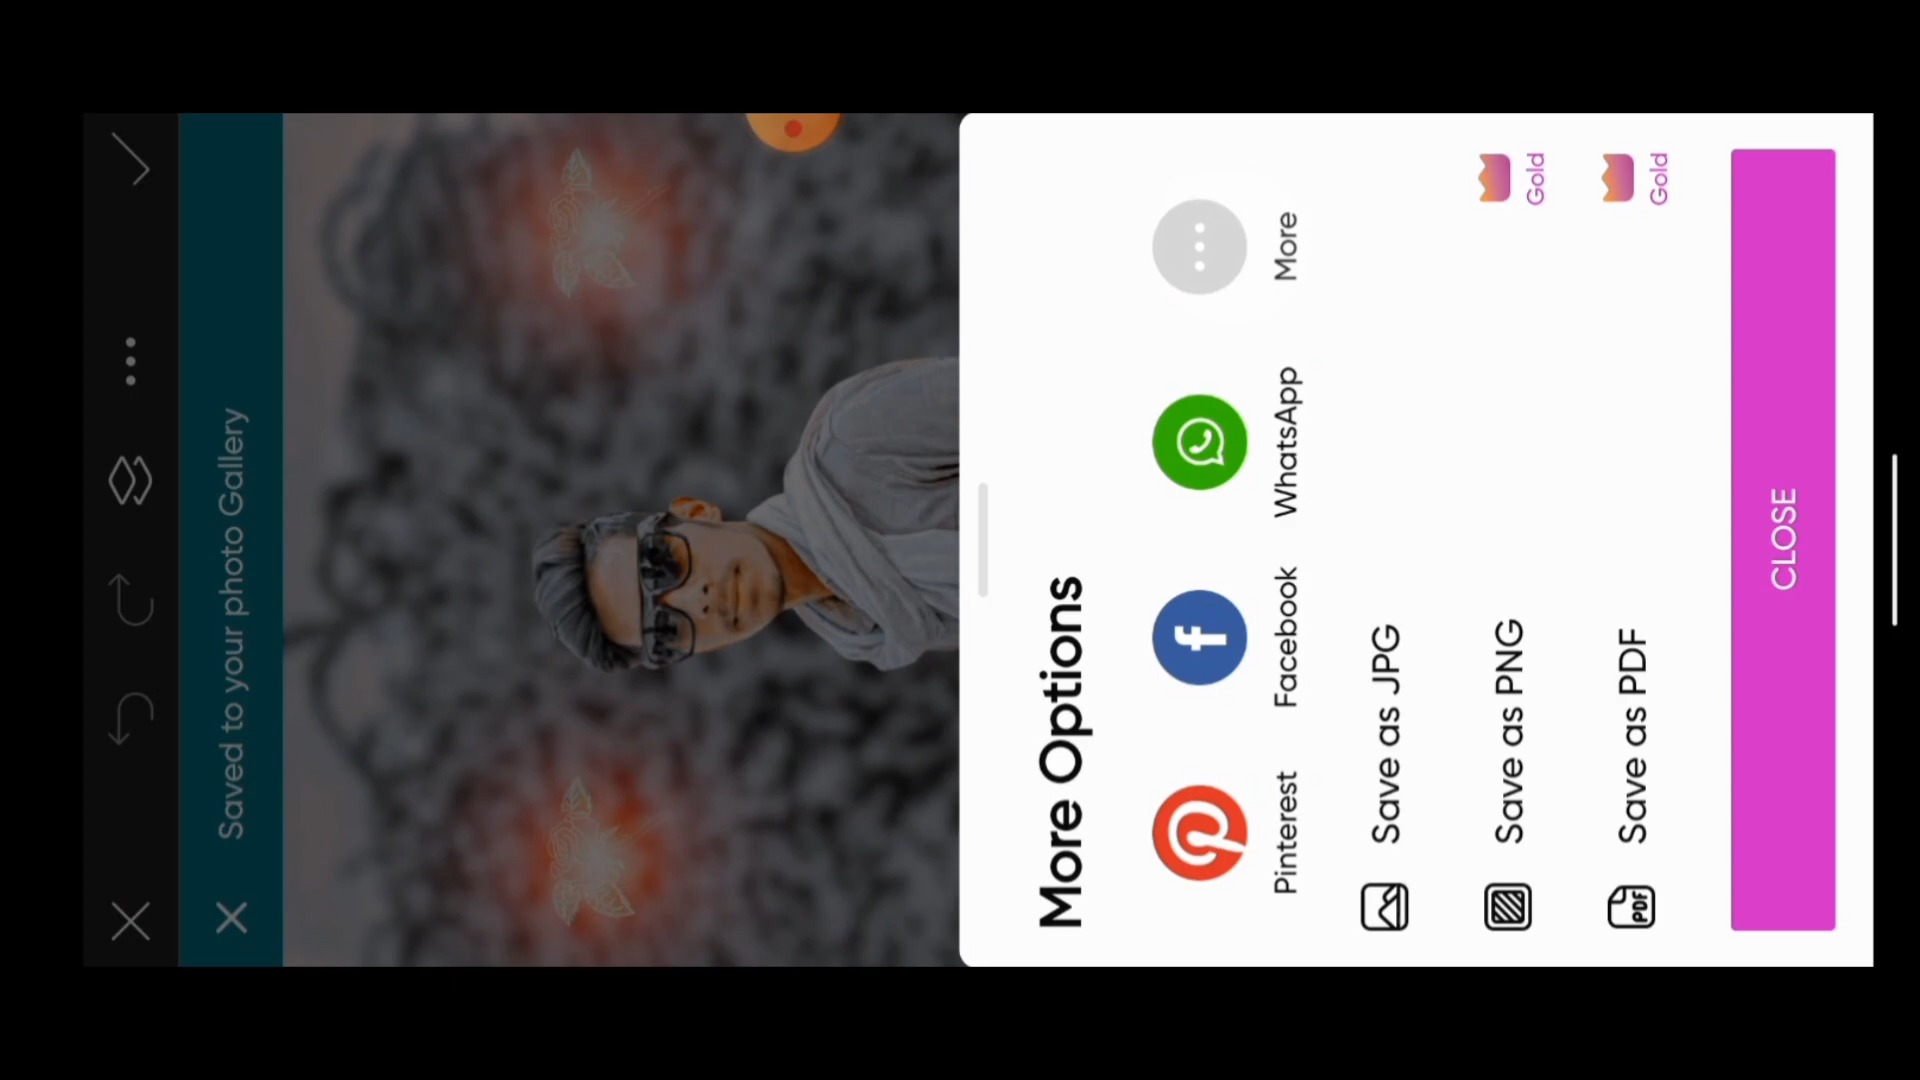 Saved to your photo Gallery
More Options
Pinterest
Facebook
WhatsApp
More
Save as JPG
Save as PNG
Gold
PDF
Save as PDF
Gold
CLOSE